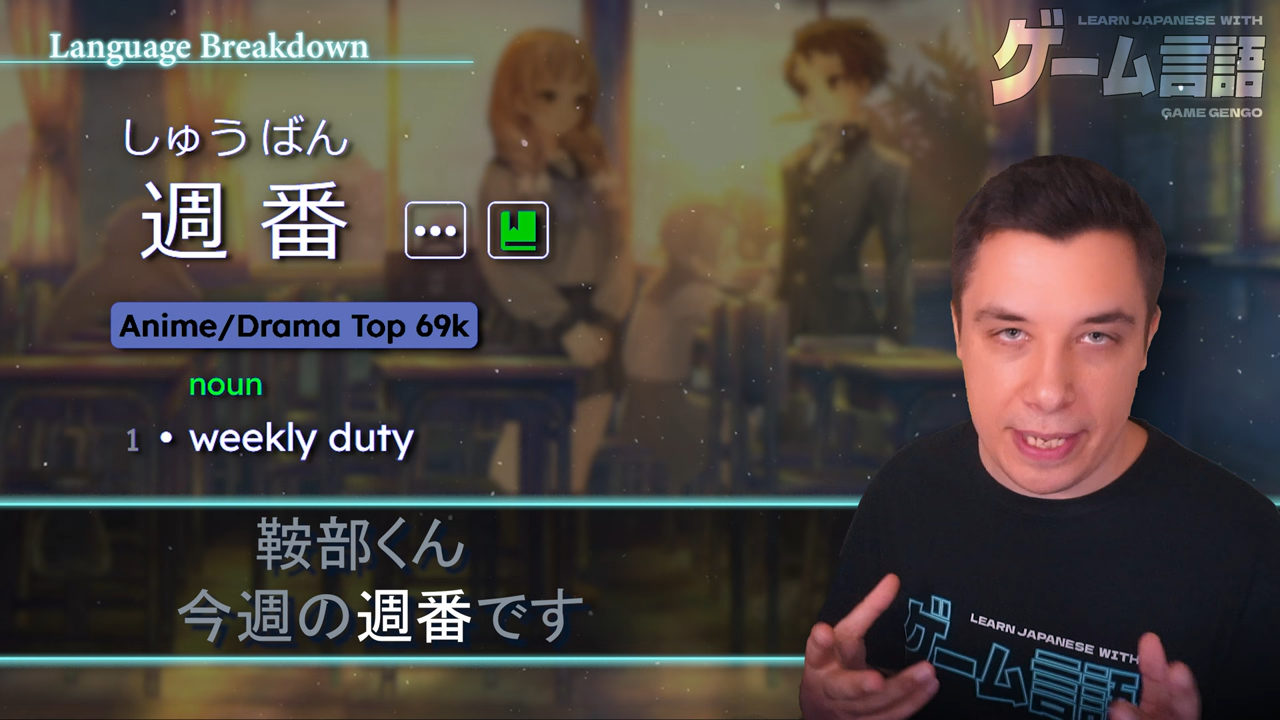 Language Breakdown
LEARN JAPANESE WITH
ゲーム言語
GAME GENGO
しゅうばん
週番
Anime/Drama Top 69k
noun
1 • weekly duty
鞍部くん
今週の週番です
LEARN JAPANESE WITH
ゲーム言語